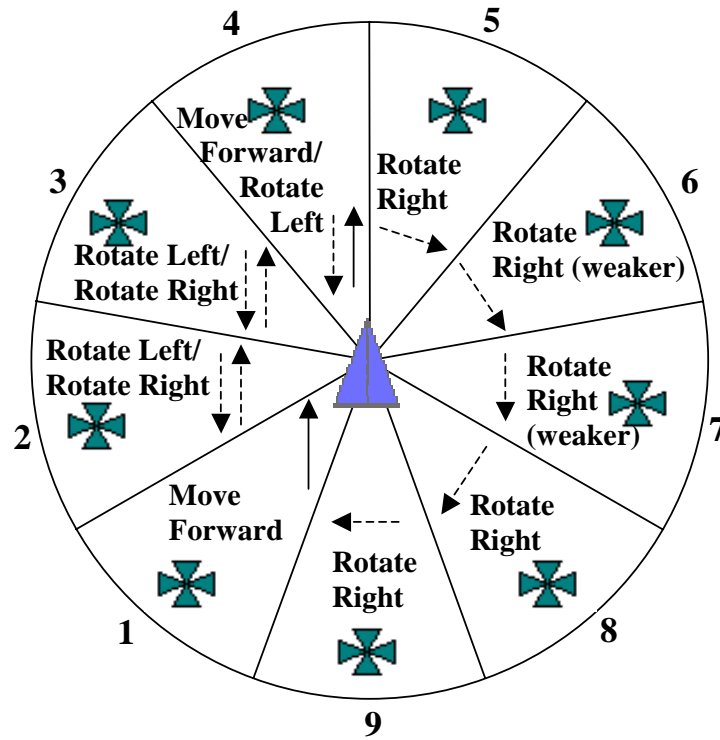 4
5
Move
Forward/
Rotate
Left
Rotate
Right
3
6
Rotate Left/
Rotate Right
Rotate
Right (weaker)
Rotate Left/
Rotate Right
Rotate
Right
(weaker)
2
7
Move
Forward
Rotate
Right
Rotate
Right
1
8
9